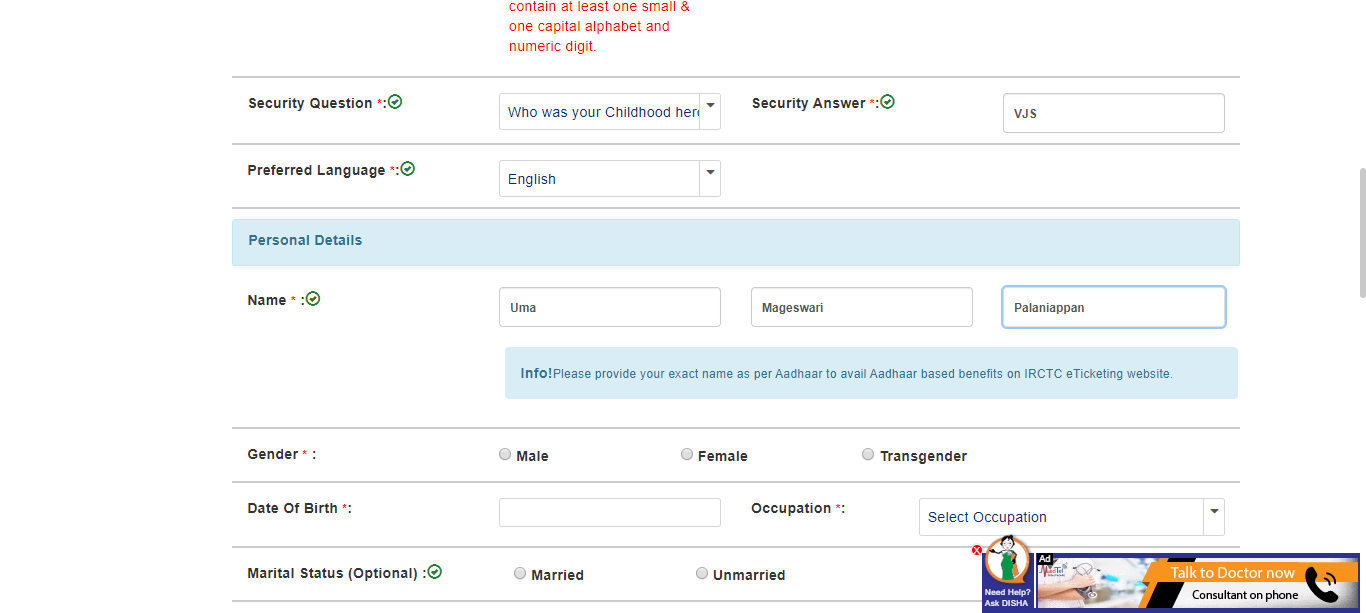 contain at least one small &
one capital alphabet and
numeric digit.
Security Question *:
Who was your Childhood her
Security Answer *:
VJS
Preferred Language *:
English
Personal Details
Name * :
Uma
Mageswari
Palaniappan
Info!Please provide your exact name as per Aadhaar to avail Aadhaar based benefits on IRCTC eTicketing website.
Gender * :
Male
Female
Transgender
Date Of Birth *:
Occupation *:
Select Occupation
Marital Status (Optional) :
Married
Unmarried
Need Help?
Ask DISHA
Ad
Talk to Doctor now
Consultant on phone